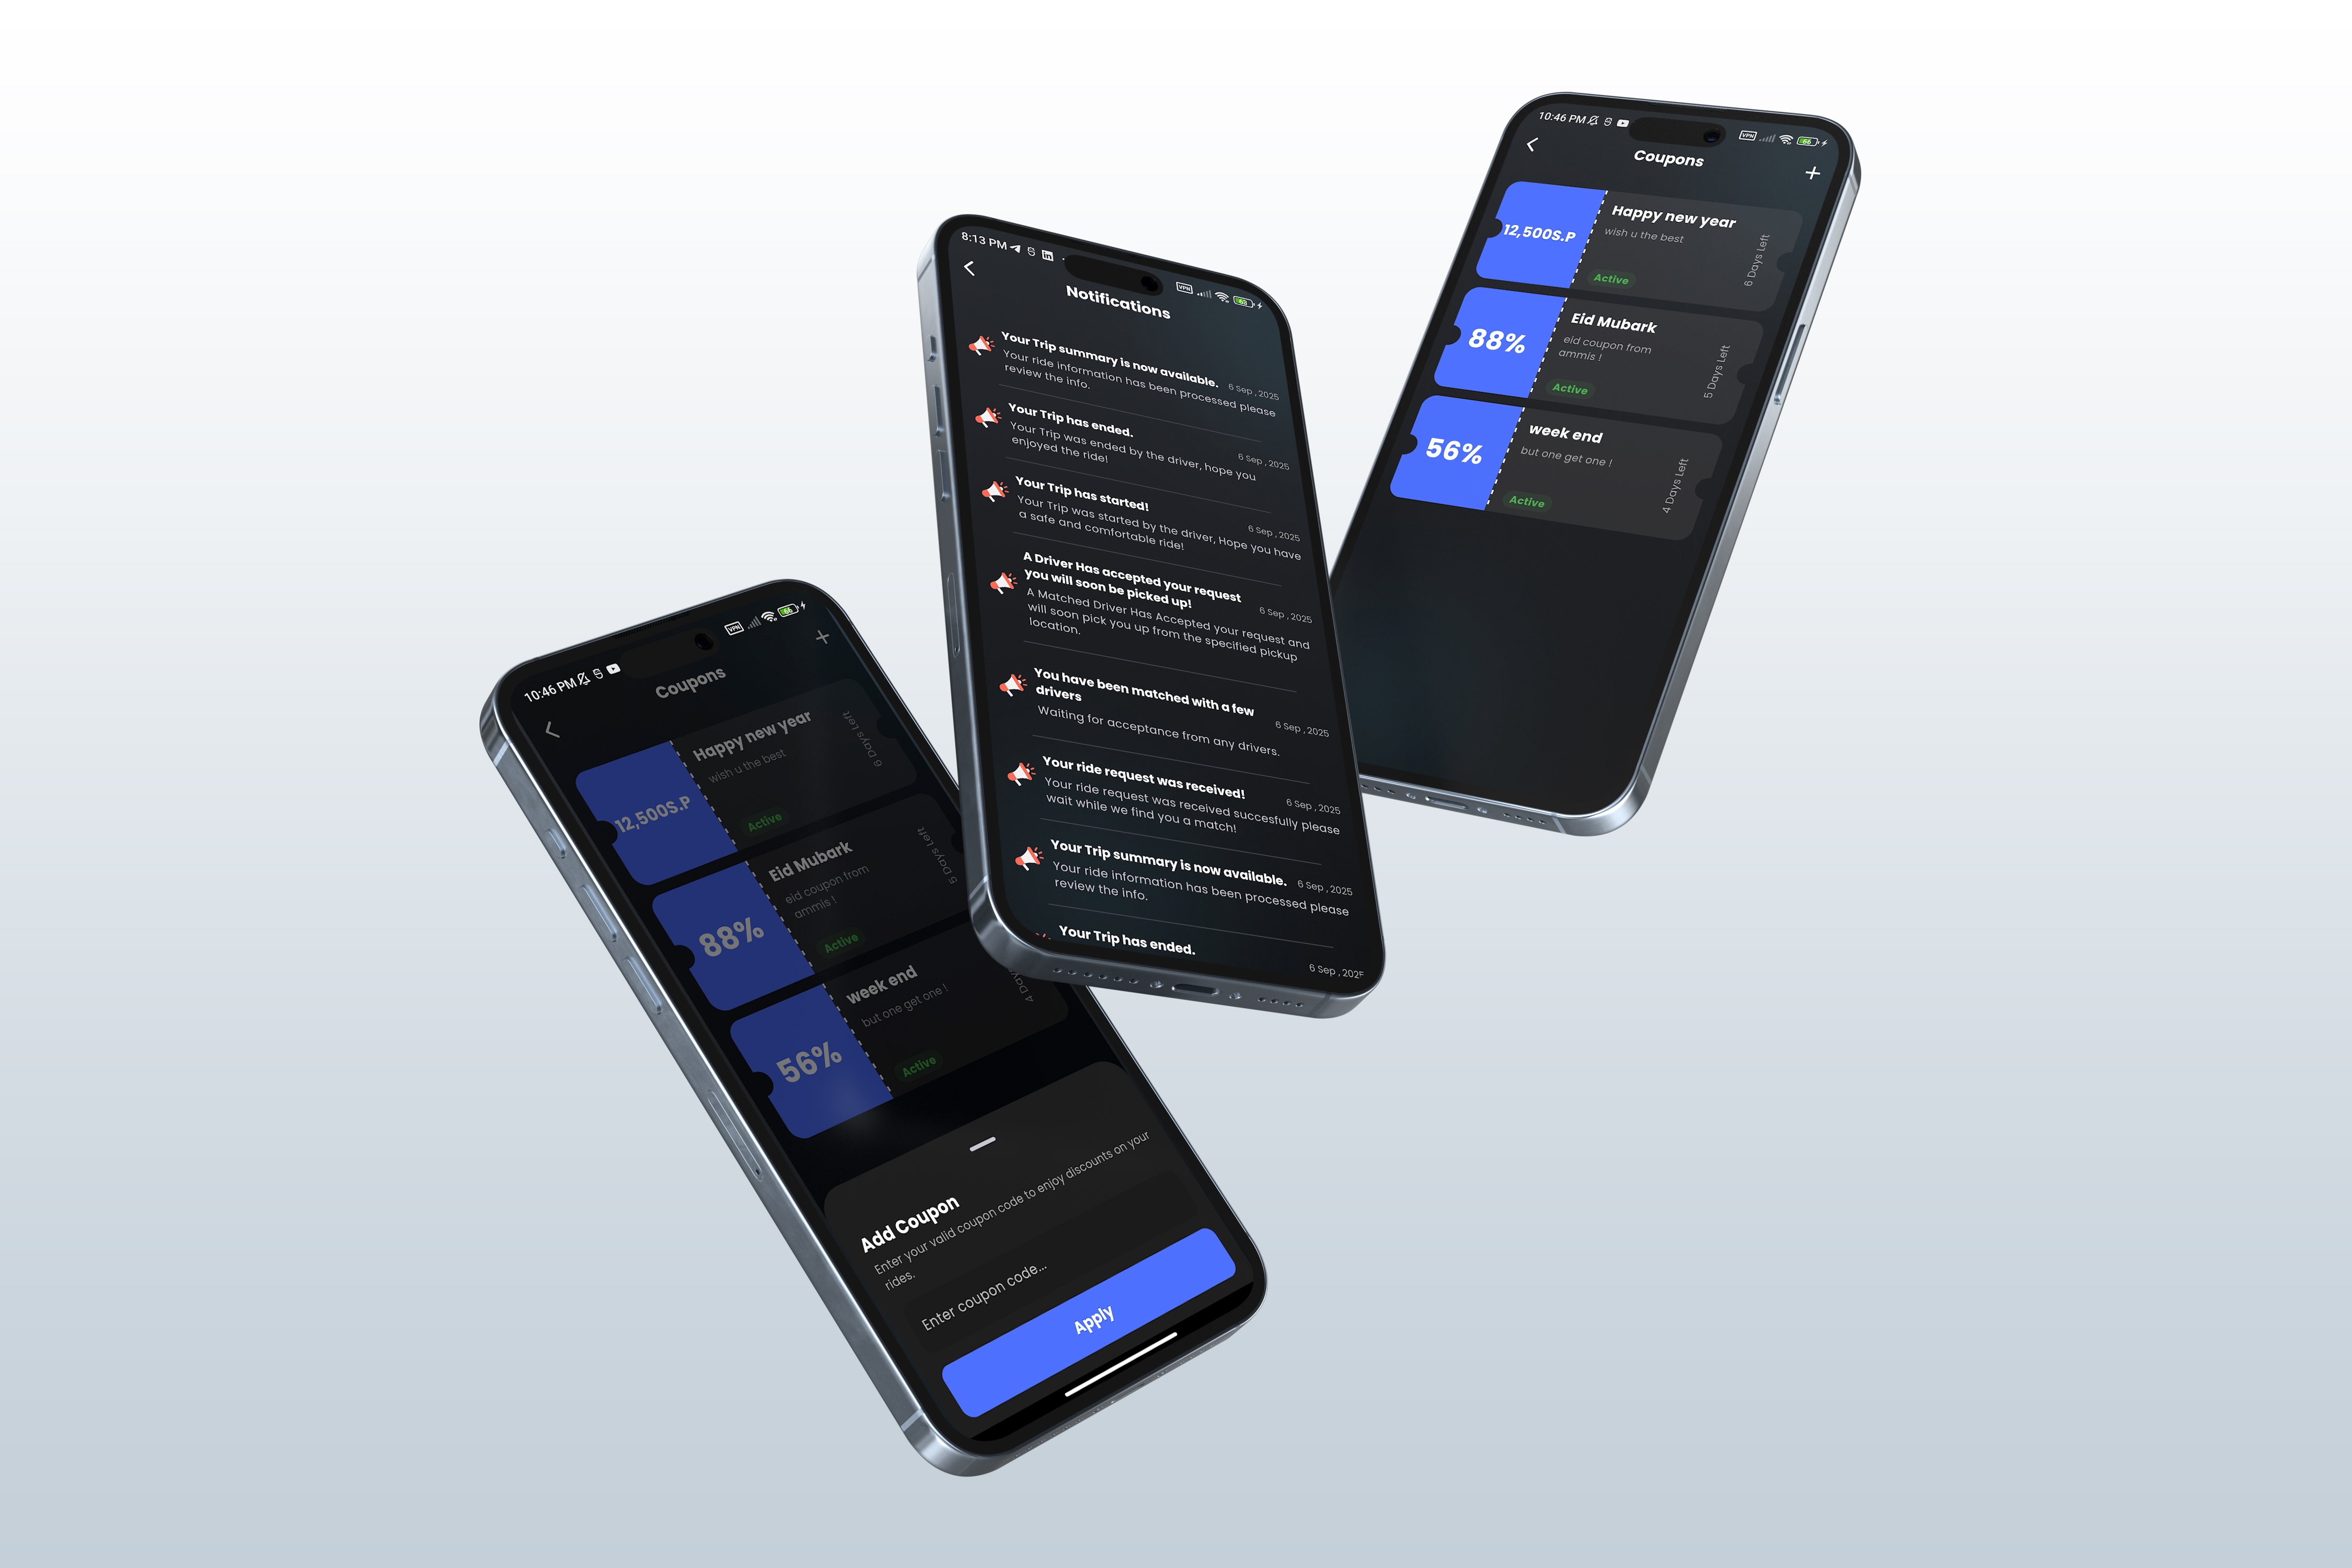 10:46 PM
VPN
66
Coupons
12,500S.P
Happy new year
wish u the best
Active
6 Days Left
88%
Eid Mubark
eid coupon from
ammis !
Active
5 Days Left
56%
week end
but one get one !
Active
4 Days
Add Coupon
Enter your valid coupon code to enjoy discounts on your
rides.
Enter coupon code...
Apply
8:13 PM
VPN
Notifications
Your Trip summary is now available.
6 Sep , 2025
Your ride information has been processed please
review the info.
Your Trip has ended.
6 Sep , 2025
Your Trip was ended by the driver, hope you
enjoyed the ride!
Your Trip has started!
6 Sep , 2025
Your Trip was started by the driver, Hope you have
a safe and comfortable ride!
A Driver Has accepted your request
you will soon be picked up!
6 Sep , 2025
A Matched Driver Has Accepted your request and
will soon pick you up from the specified pickup
location.
You have been matched with a few
drivers
6 Sep , 2025
Waiting for acceptance from any drivers.
Your ride request was received!
6 Sep , 2025
Your ride request was received succesfully please
wait while we find you a match!
Your Trip summary is now available.
6 Sep , 2025
Your ride information has been processed please
review the info.
Your Trip has ended.
6 Sep , 202
10:46 PM
VPN
66
Coupons
12,500S.P
Happy new year
wish u the best
Active
6 Days Left
88%
Eid Mubark
eid coupon from
ammis !
Active
5 Days Left
56%
week end
but one get one !
Active
4 Days Left